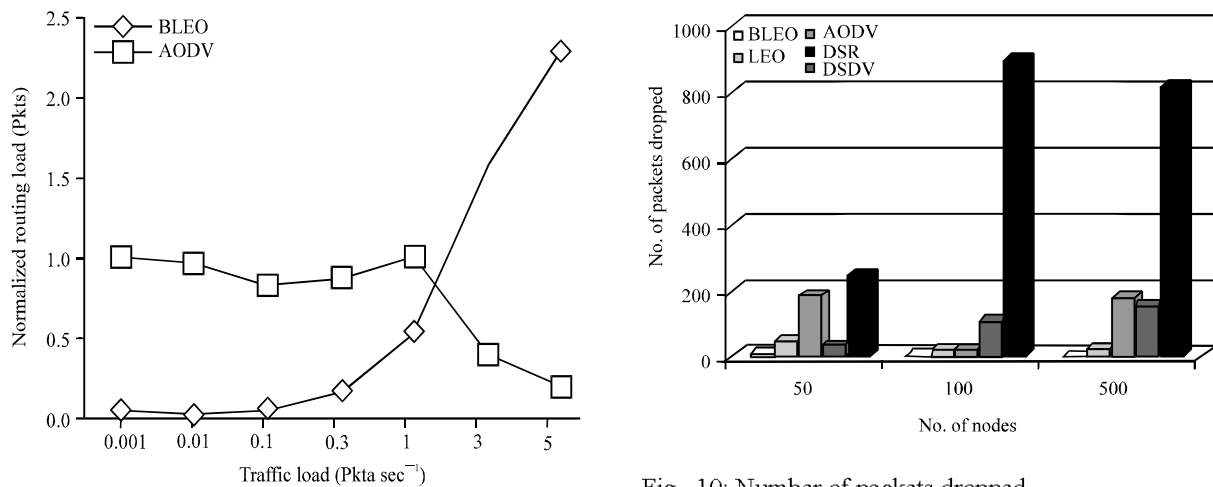 2.5
2.0
1.5
1.0
0.5
0.0
Normalized routing load (Pkts)
BLEO
AODV
0.001 0.01 0.1 0.3 1 3 5
Traffic load (Pkta sec⁻¹)
1000
800
600
400
200
0
No. of packets dropped
BLEO
LEO
AODV
DSR
DSDV
50 100 500
No. of nodes
Fig. 10: Number of packets dropped